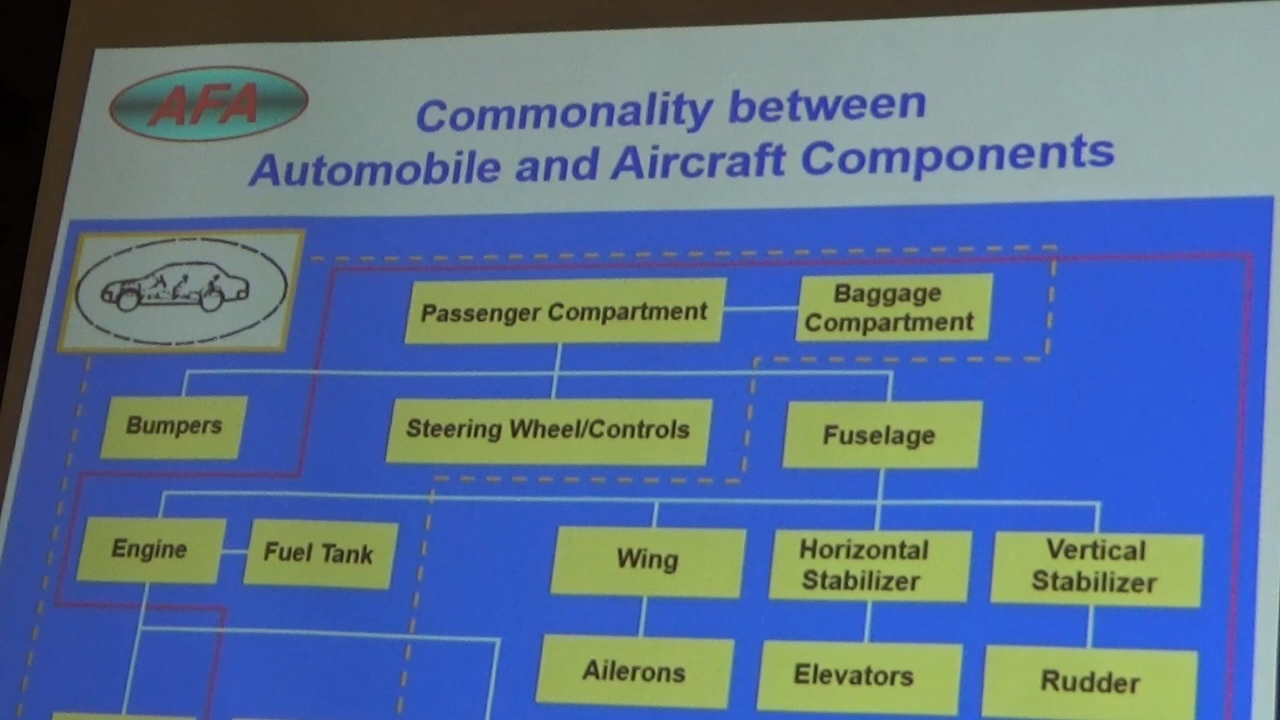 AFA
Commonality between
Automobile and Aircraft Components
Passenger Compartment
Baggage
Compartment
Bumpers
Steering Wheel/Controls
Fuselage
Engine
Fuel Tank
Wing
Horizontal
Stabilizer
Vertical
Stabilizer
Ailerons
Elevators
Rudder